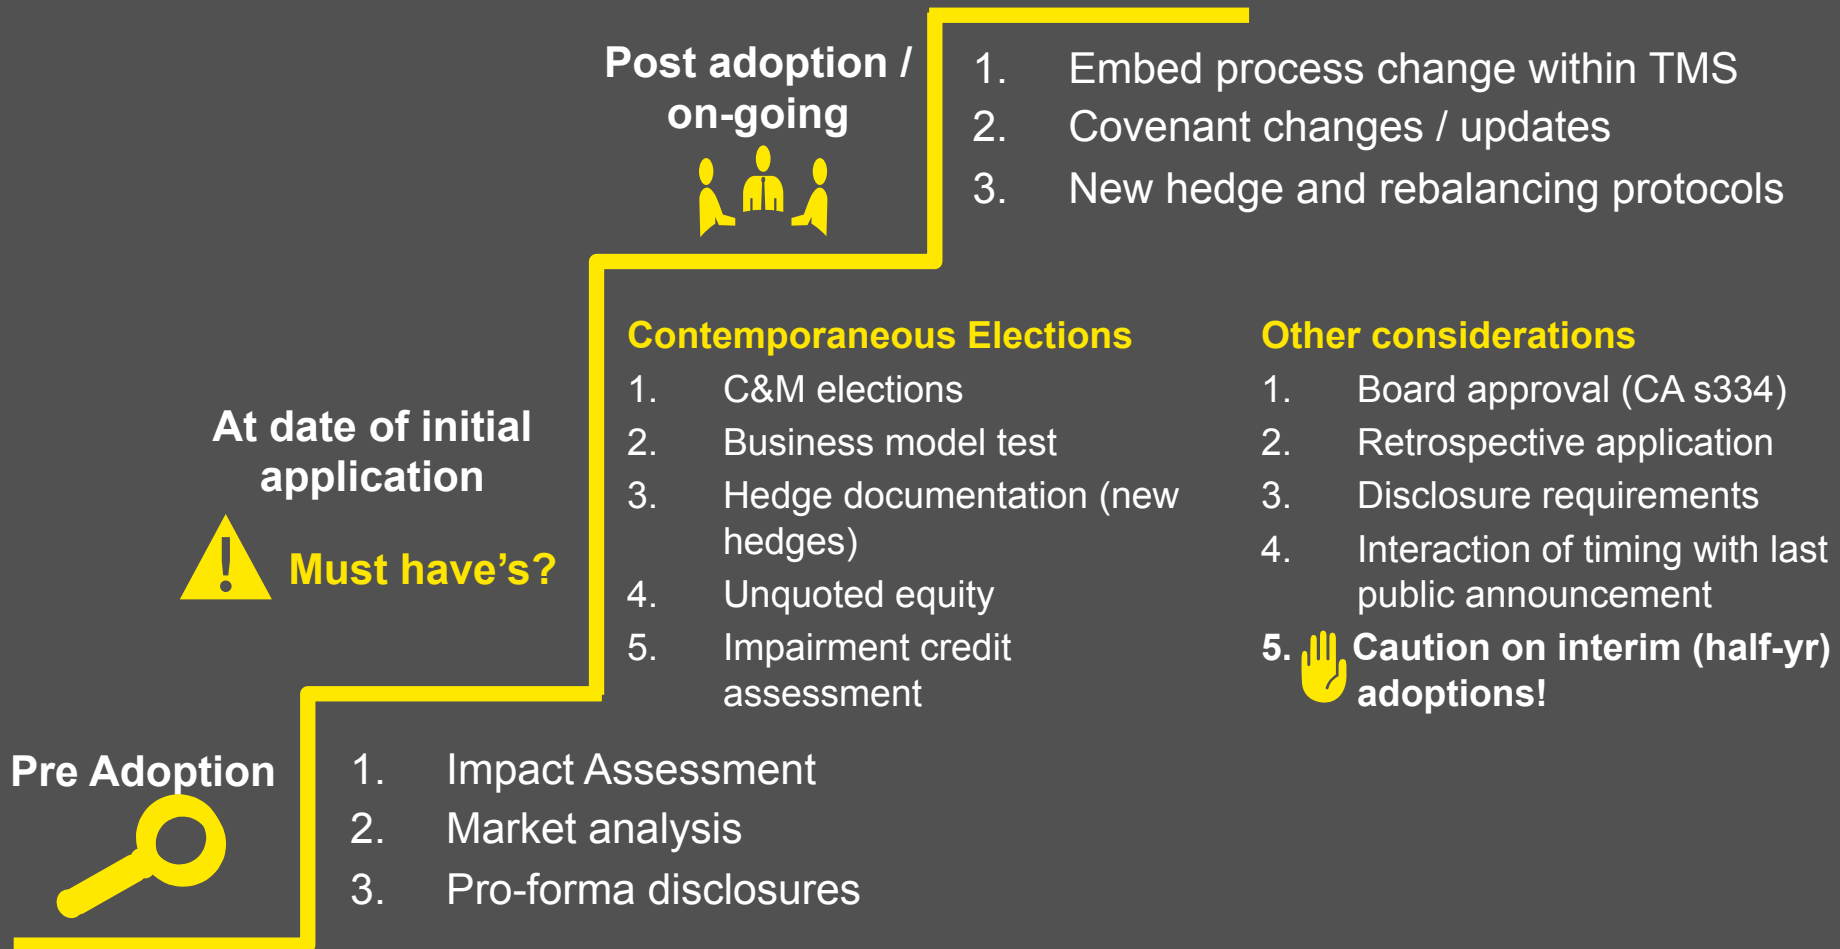 Post adoption /
on-going
1. Embed process change within TMS
2. Covenant changes / updates
3. New hedge and rebalancing protocols
At date of initial
application
Must have’s?
Contemporaneous Elections
1. C&M elections
2. Business model test
3. Hedge documentation (new
hedges)
4. Unquoted equity
5. Impairment credit
assessment
Other considerations
1. Board approval (CA s334)
2. Retrospective application
3. Disclosure requirements
4. Interaction of timing with last
public announcement
5. Caution on interim (half-yr)
adoptions!
Pre Adoption
1. Impact Assessment
2. Market analysis
3. Pro-forma disclosures